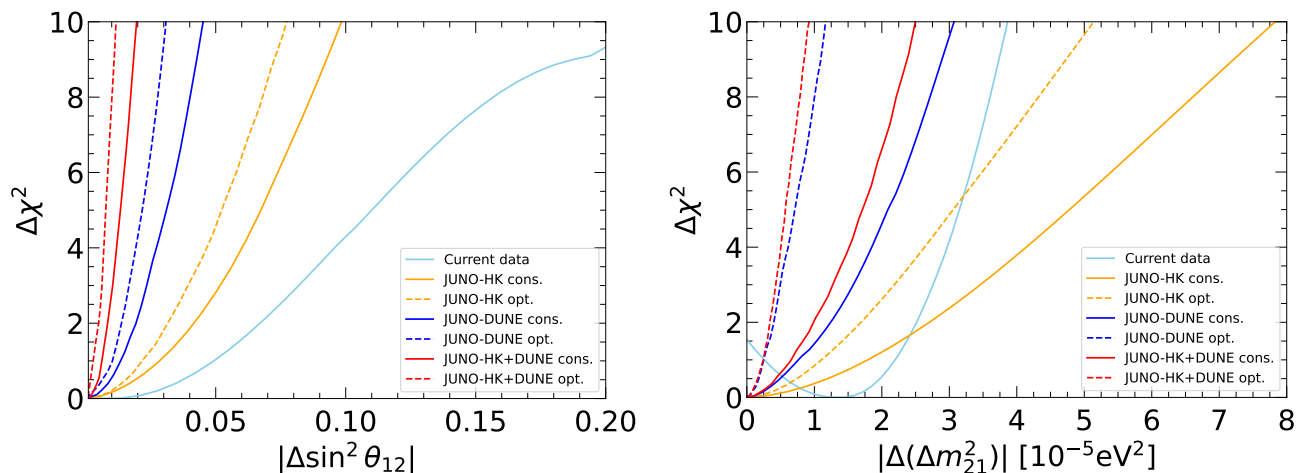 10
8
6
4
2
0
Δχ²
0.05 0.10 0.15 0.20
|Δsin² θ₁₂|
Current data
JUNO-HK cons.
JUNO-HK opt.
JUNO-DUNE cons.
JUNO-DUNE opt.
JUNO-HK+DUNE cons.
JUNO-HK+DUNE opt.
10
8
6
4
2
0
Δχ²
0 1 2 3 4 5 6 7 8
|Δ(Δm²₂₁)| [10⁻⁵eV²]
Current data
JUNO-HK cons.
JUNO-HK opt.
JUNO-DUNE cons.
JUNO-DUNE opt.
JUNO-HK+DUNE cons.
JUNO-HK+DUNE opt.